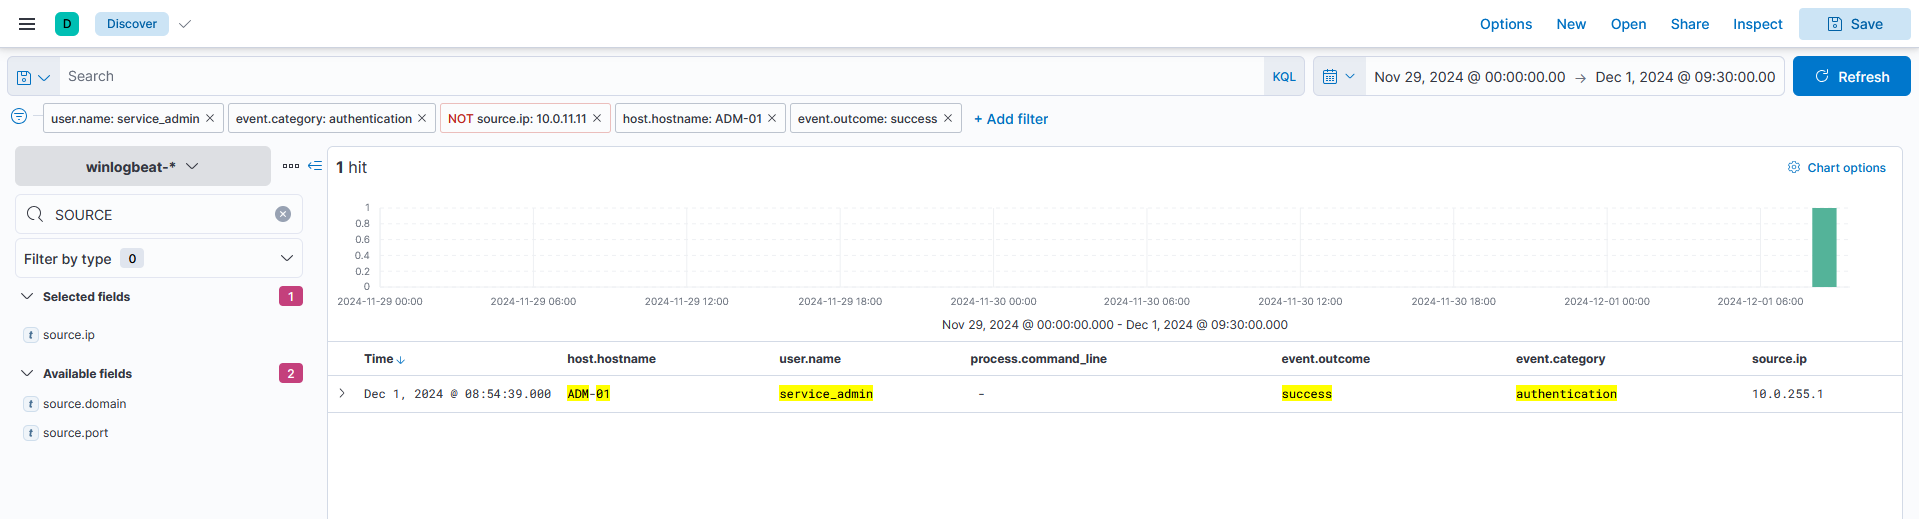 D Discover Options New Open Share Inspect Save
Search KQL Nov 29, 2024 @ 00:00:00.00 → Dec 1, 2024 @ 09:30:00.00 Refresh
user.name: service_admin × event.category: authentication × NOT source.ip: 10.0.11.11 × host.hostname: ADM-01 × event.outcome: success × + Add filter
winlogbeat-*
SOURCE
Filter by type 0
Selected fields 1
t source.ip
Available fields 2
t source.domain
t source.port
1 hit Chart options
1
0.8
0.6
0.4
0.2
0
2024-11-29 00:00 2024-11-29 06:00 2024-11-29 12:00 2024-11-29 18:00 2024-11-30 00:00 2024-11-30 06:00 2024-11-30 12:00 2024-11-30 18:00 2024-12-01 00:00 2024-12-01 06:00
Nov 29, 2024 @ 00:00:00.000 - Dec 1, 2024 @ 09:30:00.000
Time ↓ host.hostname user.name process.command_line event.outcome event.category source.ip
Dec 1, 2024 @ 08:54:39.000 ADM-01 service_admin - success authentication 10.0.255.1